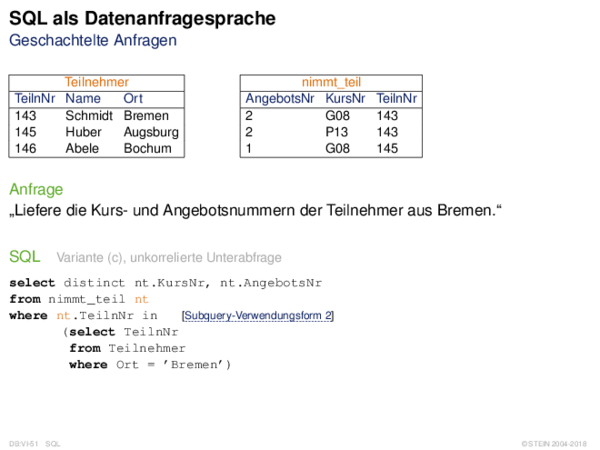 SQL als Datenanfragesprache
Geschachtelte Anfragen
Teilnehmer
TeilnNr Name Ort
143 Schmidt Bremen
145 Huber Augsburg
146 Abele Bochum
nimmt_teil
AngebotsNr KursNr TeilnNr
2 G08 143
2 P13 143
1 G08 145
Anfrage
„Liefere die Kurs- und Angebotsnummern der Teilnehmer aus Bremen.“
SQL Variante (c), unkorrelierte Unterabfrage
select distinct nt.KursNr, nt.AngebotsNr
from nimmt_teil nt
where nt.TeilnNr in [Subquery-Verwendungsform 2]
(select TeilnNr
from Teilnehmer
where Ort = ’Bremen’)
DB:VI-51 SQL
© STEIN 2004-2018